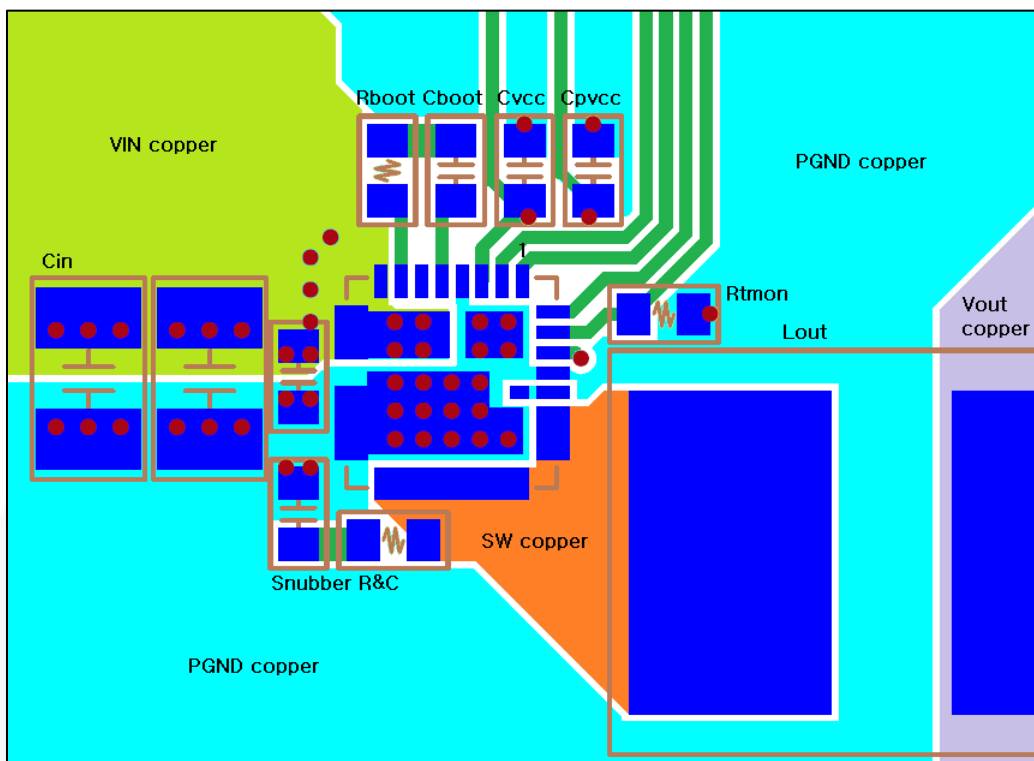 Rboot Cboot Cvcc Cpvcc
VIN copper
PGND copper
1
Cin
Rtmon
Vout
copper
Lout
SW copper
Snubber R&C
PGND copper